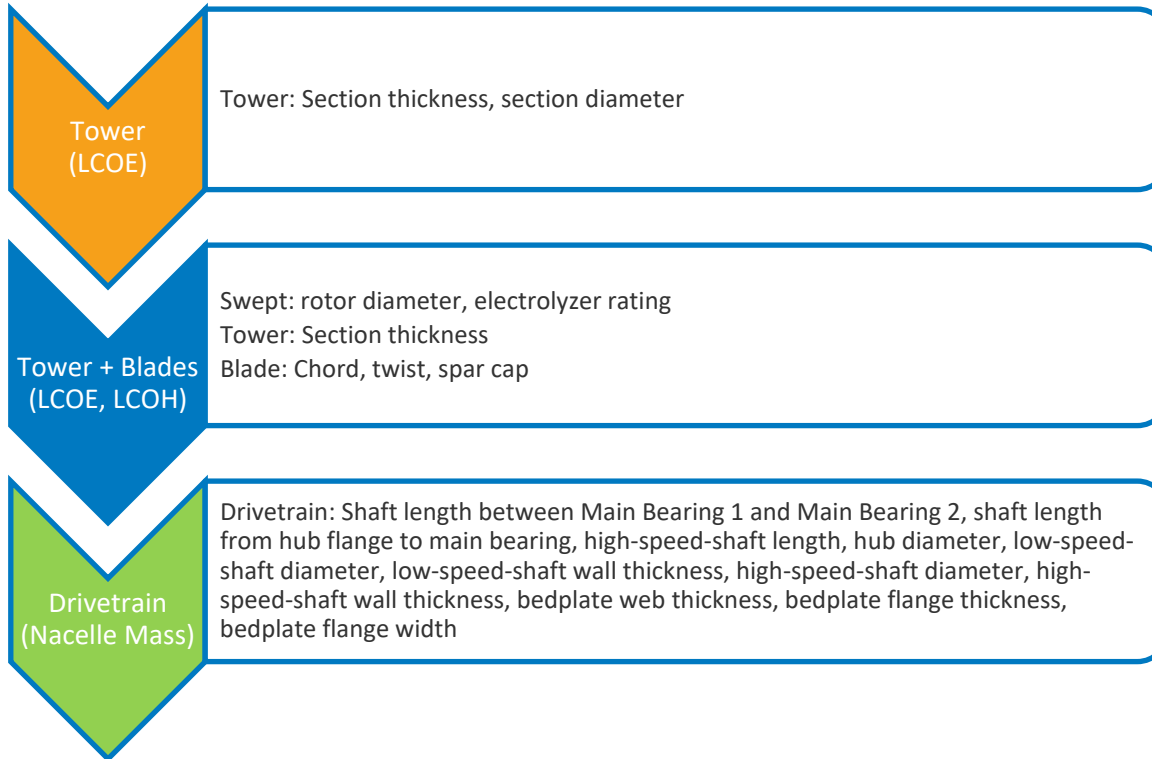 Tower
(LCOE)
Tower: Section thickness, section diameter
Tower + Blades
(LCOE, LCOH)
Swept: rotor diameter, electrolyzer rating
Tower: Section thickness
Blade: Chord, twist, spar cap
Drivetrain
(Nacelle Mass)
Drivetrain: Shaft length between Main Bearing 1 and Main Bearing 2, shaft length
from hub flange to main bearing, high-speed-shaft length, hub diameter, low-speed-
shaft diameter, low-speed-shaft wall thickness, high-speed-shaft diameter, high-
speed-shaft wall thickness, bedplate web thickness, bedplate flange thickness,
bedplate flange width